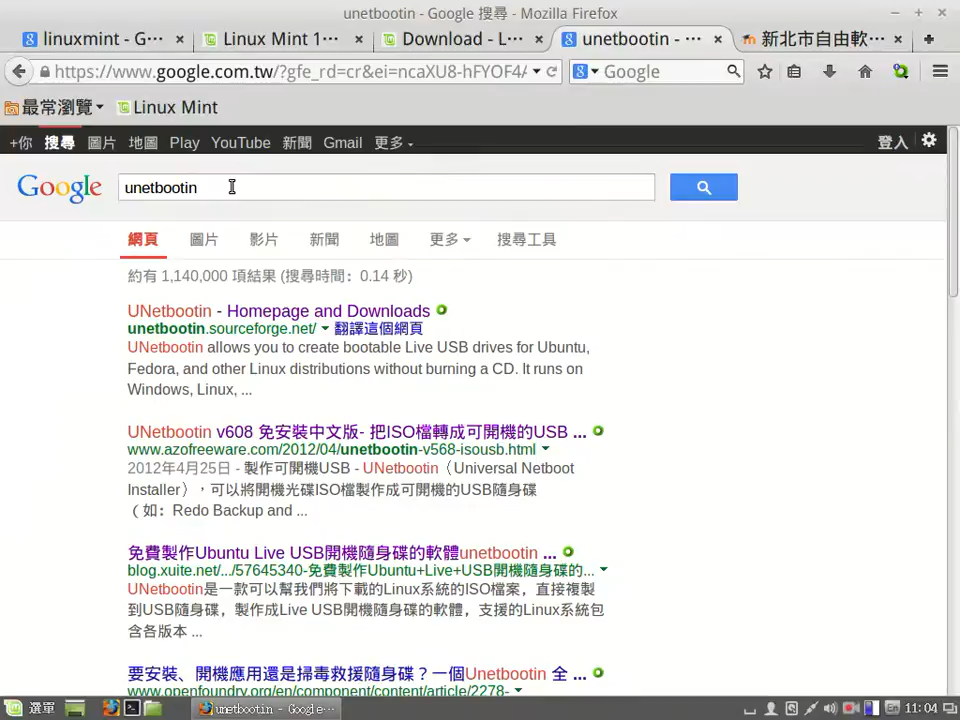 unetbootin - Google 搜尋 - Mozilla Firefox
linuxmint - G··· × Linux Mint 1··· × Download - L··· × unetbootin - ··· × 新北市自由軟··· ×
https://www.google.com.tw/?gfe_rd=cr&ei=ncaXU8-hFYOF4A Google
最常瀏覽 Linux Mint
+你 搜尋 圖片 地圖 Play YouTube 新聞 Gmail 更多 登入
Google unetbootin
網頁 圖片 影片 新聞 地圖 更多 搜尋工具
約有 1,140,000 項結果 (搜尋時間：0.14 秒)
UNetbootin - Homepage and Downloads
unetbootin.sourceforge.net/ 翻譯這個網頁
UNetbootin allows you to create bootable Live USB drives for Ubuntu,
Fedora, and other Linux distributions without burning a CD. It runs on
Windows, Linux, ...
UNetbootin v608 免安裝中文版- 把ISO檔轉成可開機的USB ...
www.azofreeware.com/2012/04/unetbootin-v568-isousb.html
2012年4月25日 - 製作可開機USB - UNetbootin（Universal Netboot
Installer），可以將開機光碟ISO檔製作成可開機的USB隨身碟
（如：Redo Backup and ...
免費製作Ubuntu Live USB開機隨身碟的軟體unetbootin ...
blog.xuite.net/.../57645340-免費製作Ubuntu+Live+USB開機隨身碟的...
UNetbootin是一款可以幫我們將下載的Linux系統的ISO檔案，直接複製
到USB隨身碟，製作成Live USB開機隨身碟的軟體，支援的Linux系統包
含各版本 ...
要安裝、開機應用還是掃毒救援隨身碟？一個Unetbootin 全 ...
www.openfoundry.org/en/component/content/article/2278-
選單 unetbootin - Google··· 11:04